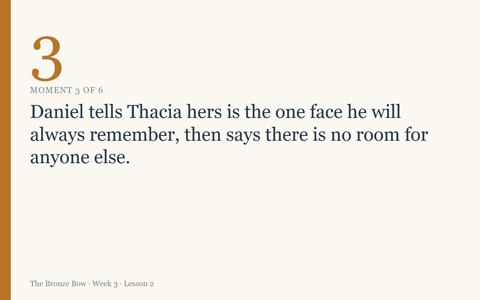 3
MOMENT 3 OF 6
Daniel tells Thacia hers is the one face he will
always remember, then says there is no room for
anyone else.
The Bronze Bow · Week 3 · Lesson 2